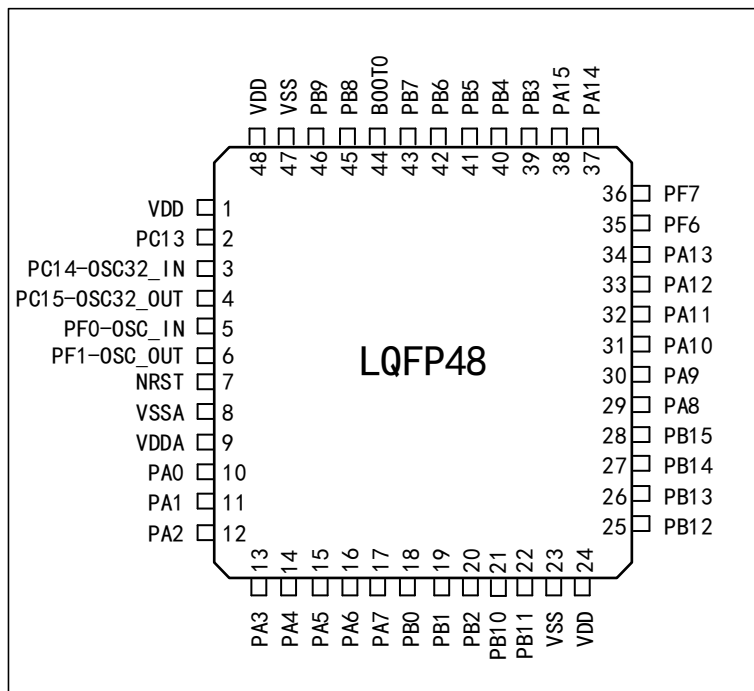 VDD VSS PB9 PB8 BOOT0 PB7 PB6 PB5 PB4 PB3 PA15 PA14
48 47 46 45 44 43 42 41 40 39 38 37
VDD 1
PC13 2
PC14-OSC32_IN 3
PC15-OSC32_OUT 4
PF0-OSC_IN 5
PF1-OSC_OUT 6
NRST 7
VSSA 8
VDDA 9
PA0 10
PA1 11
PA2 12
LQFP48
36 PF7
35 PF6
34 PA13
33 PA12
32 PA11
31 PA10
30 PA9
29 PA8
28 PB15
27 PB14
26 PB13
25 PB12
13 14 15 16 17 18 19 20 21 22 23 24
PA3 PA4 PA5 PA6 PA7 PB0 PB1 PB2 PB10 PB11 VSS VDD